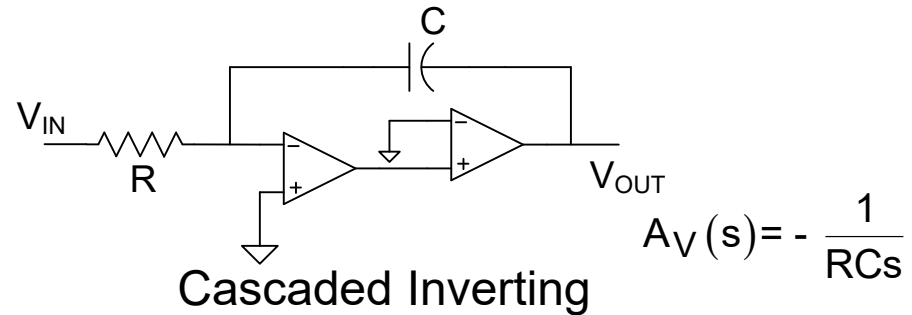 C
V_IN
R
−
+
−
+
V_OUT
A_V(s) = - 1/RCs
Cascaded Inverting